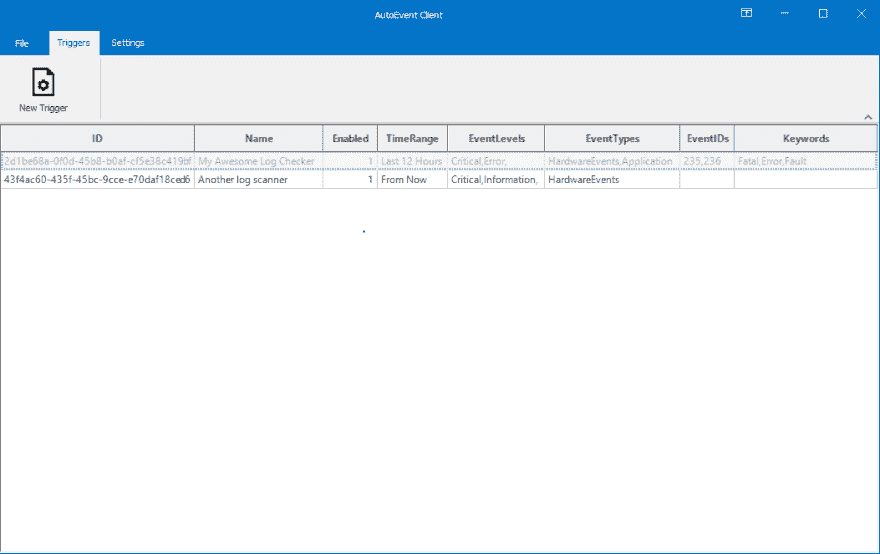 AutoEvent Client
File Triggers Settings
New Trigger
ID Name Enabled TimeRange EventLevels EventTypes EventIDs Keywords
2d1be68a-0f0d-45b8-b0af-cf5e38c419bf My Awesome Log Checker 1 Last 12 Hours Critical,Error, HardwareEvents,Application 235,236 Fatal,Error,Fault
43f4ac60-435f-45bc-9cce-e70daf18ced6 Another log scanner 1 From Now Critical,Information, HardwareEvents